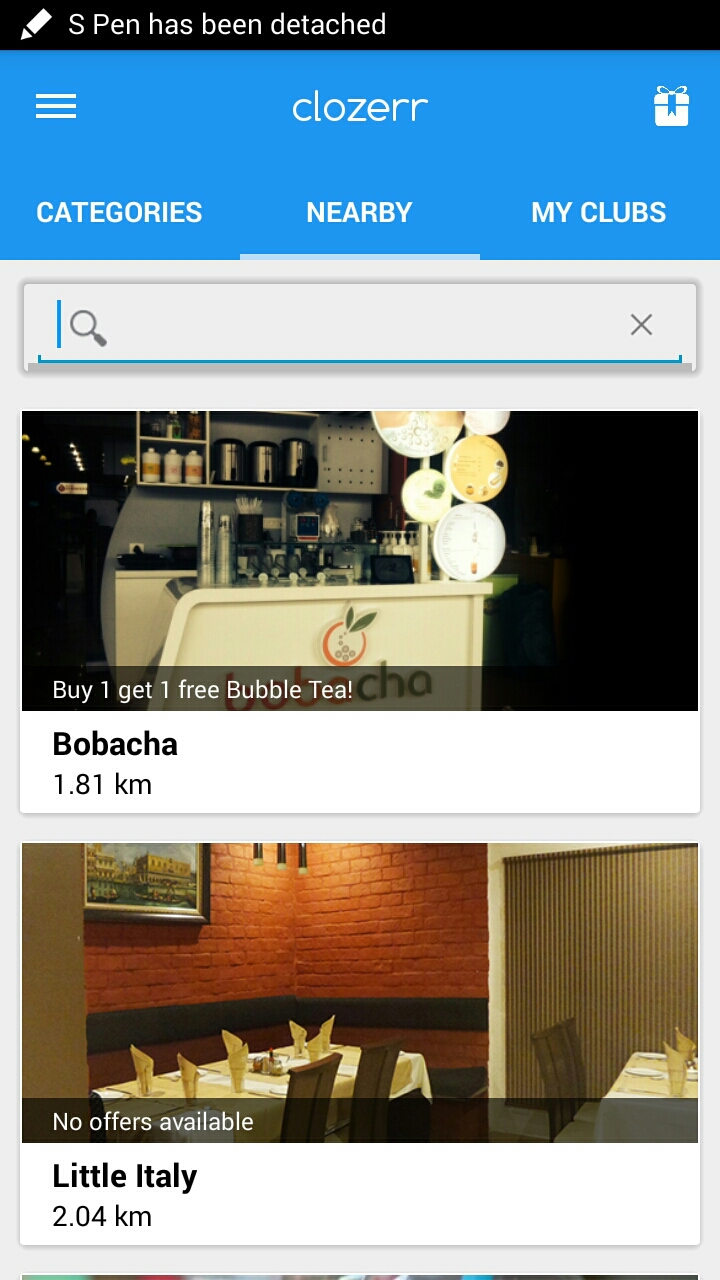 S Pen has been detached
clozerr
CATEGORIES
NEARBY
MY CLUBS
bobacha
Buy 1 get 1 free Bubble Tea!
Bobacha
1.81 km
No offers available
Little Italy
2.04 km